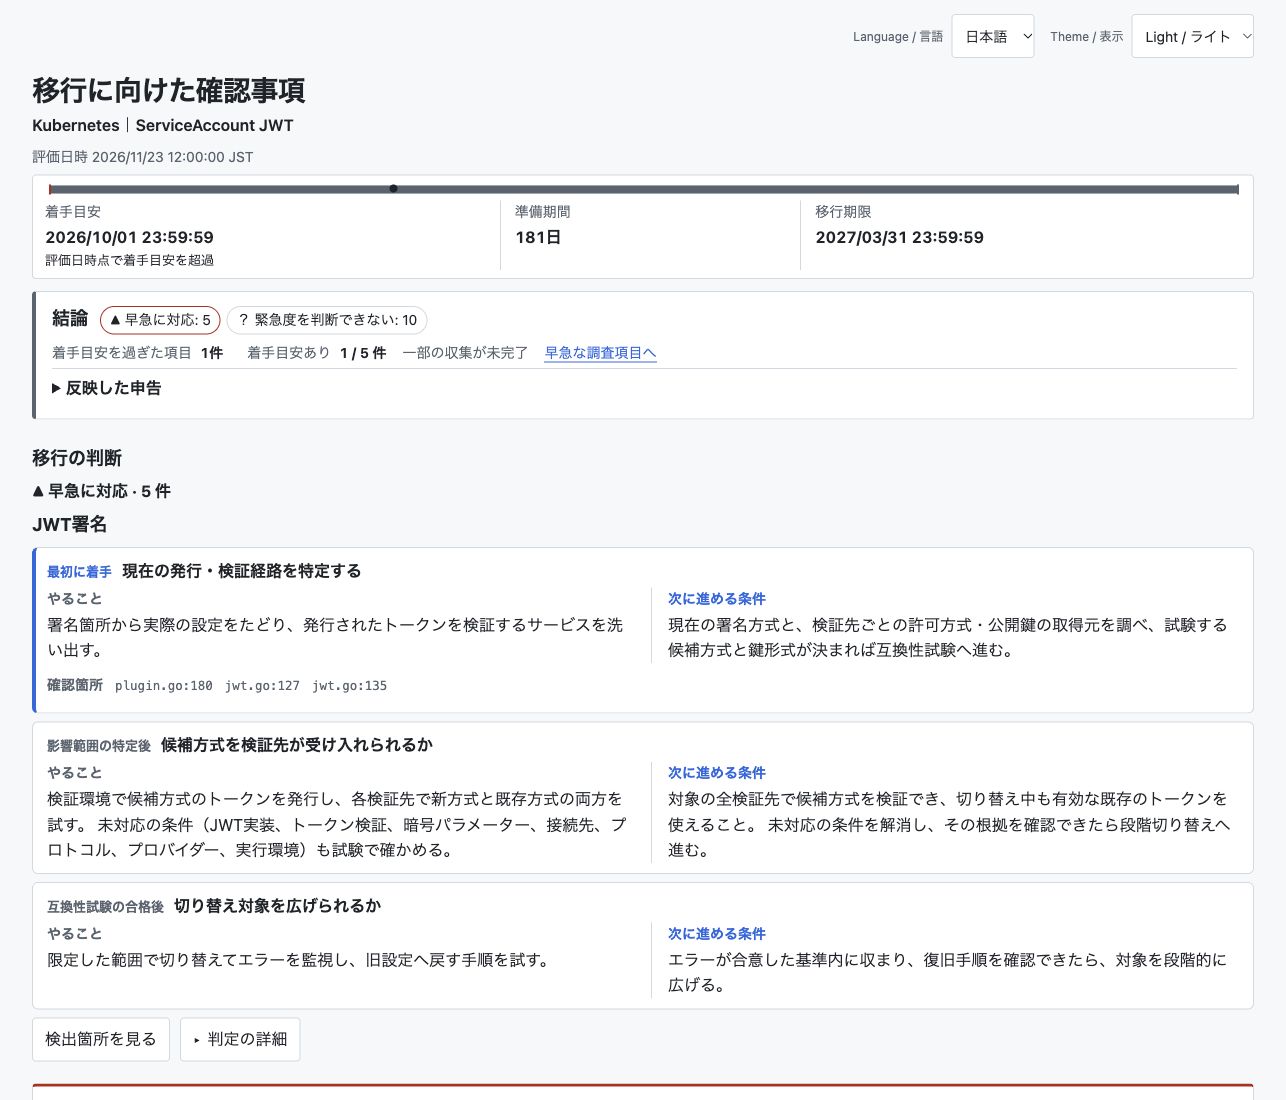 Language / 言語 日本語 Theme / 表示 Light / ライト
移行に向けた確認事項
Kubernetes｜ServiceAccount JWT
評価日時 2026/11/23 12:00:00 JST
着手目安
2026/10/01 23:59:59
評価日時点で着手目安を超過
準備期間
181日
移行期限
2027/03/31 23:59:59
結論 ▲ 早急に対応: 5 ? 緊急度を判断できない: 10
着手目安を過ぎた項目 1件 着手目安あり 1 / 5 件 一部の収集が未完了 早急な調査項目へ
▶ 反映した申告
移行の判断
▲ 早急に対応 · 5 件
JWT署名
最初に着手 現在の発行・検証経路を特定する
やること
署名箇所から実際の設定をたどり、発行されたトークンを検証するサービスを洗
い出す。
次に進める条件
現在の署名方式と、検証先ごとの許可方式・公開鍵の取得元を調べ、試験する
候補方式と鍵形式が決まれば互換性試験へ進む。
確認箇所 plugin.go:180 jwt.go:127 jwt.go:135
影響範囲の特定後 候補方式を検証先が受け入れられるか
やること
検証環境で候補方式のトークンを発行し、各検証先で新方式と既存方式の両方を
試す。 未対応の条件（JWT実装、トークン検証、暗号パラメーター、接続先、プ
ロトコル、プロバイダー、実行環境）も試験で確かめる。
次に進める条件
対象の全検証先で候補方式を検証でき、切り替え中も有効な既存のトークンを
使えること。 未対応の条件を解消し、その根拠を確認できたら段階切り替えへ
進む。
互換性試験の合格後 切り替え対象を広げられるか
やること
限定した範囲で切り替えてエラーを監視し、旧設定へ戻す手順を試す。
次に進める条件
エラーが合意した基準内に収まり、復旧手順を確認できたら、対象を段階的に
広げる。
検出箇所を見る ▸ 判定の詳細